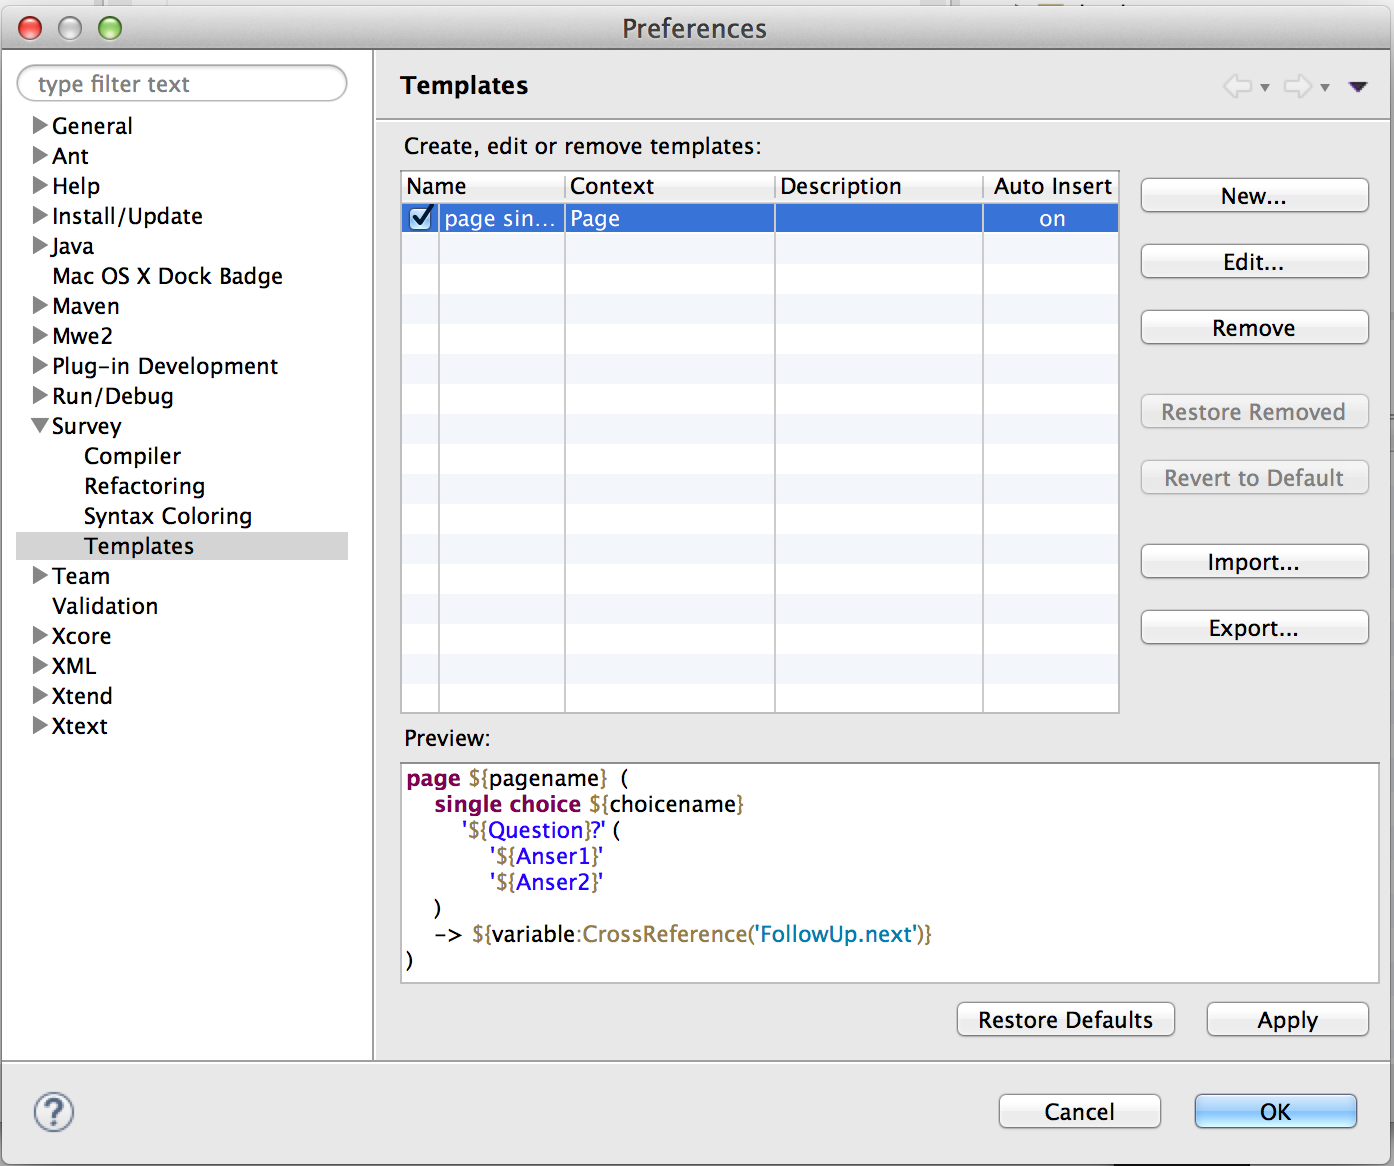 Preferences
type filter text
General
Ant
Help
Install/Update
Java
Mac OS X Dock Badge
Maven
Mwe2
Plug-in Development
Run/Debug
Survey
Compiler
Refactoring
Syntax Coloring
Templates
Team
Validation
Xcore
XML
Xtend
Xtext
Templates
Create, edit or remove templates:
Name Context Description Auto Insert
page sin... Page on
New...
Edit...
Remove
Restore Removed
Revert to Default
Import...
Export...
Preview:
page ${pagename} (
single choice ${choicename}
'${Question}?' (
'${Anser1}'
'${Anser2}'
)
-> ${variable:CrossReference('FollowUp.next')}
)
Restore Defaults Apply
? Cancel OK